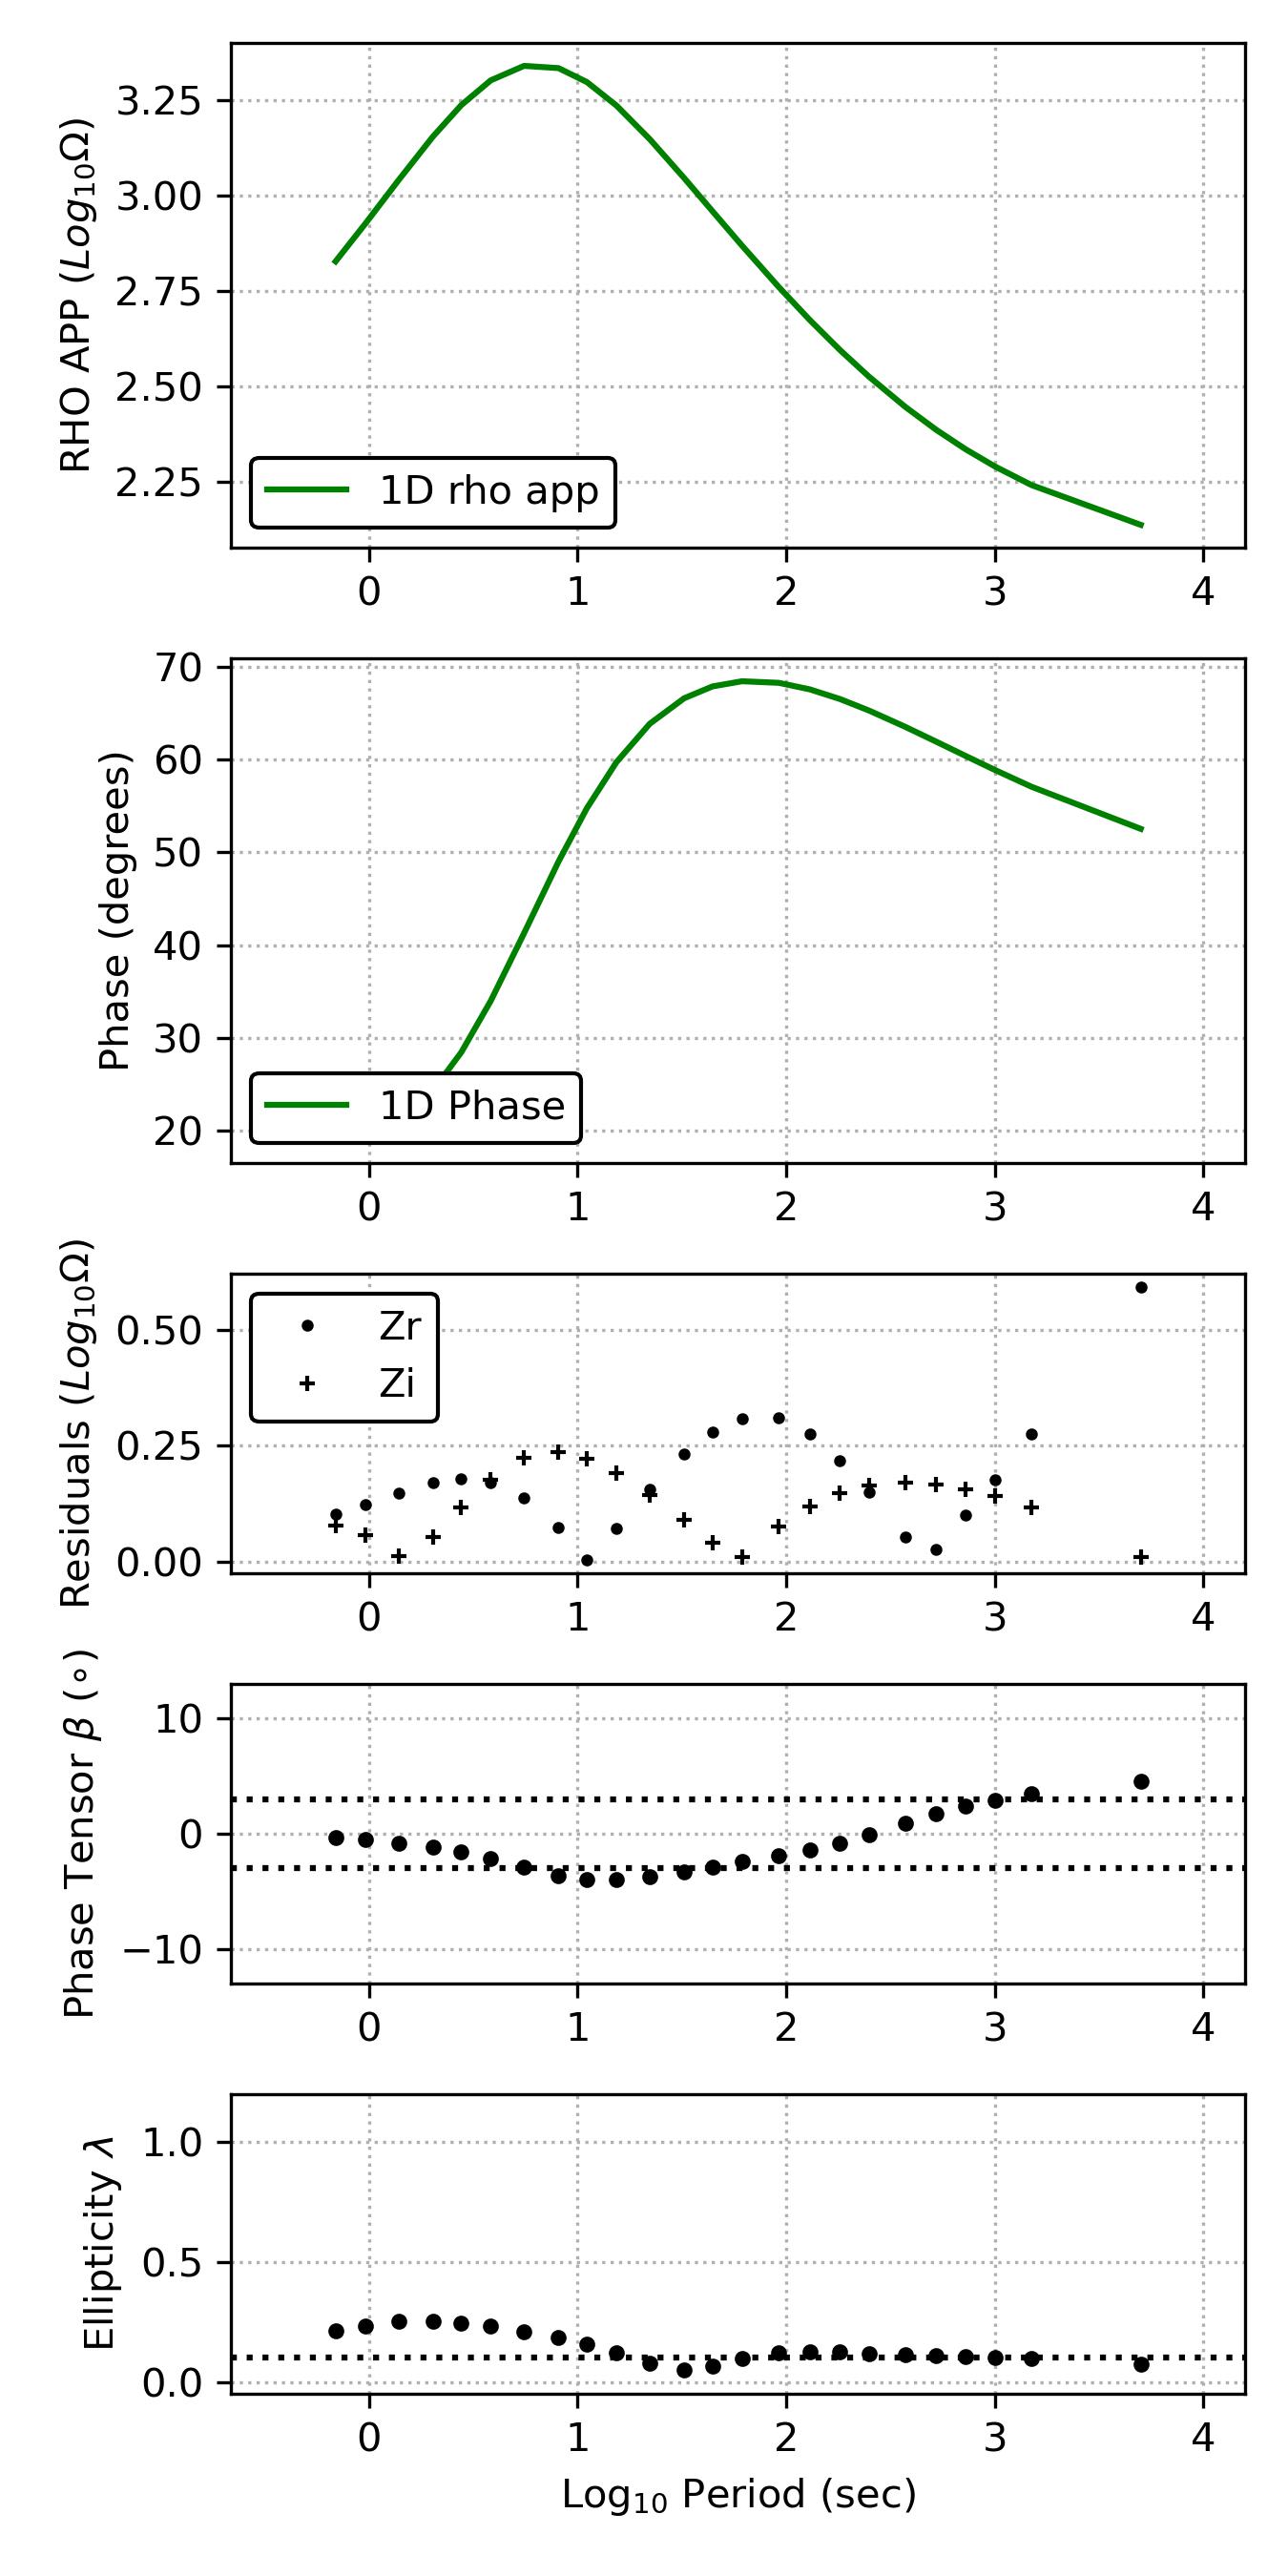 RHO APP (Log₁₀Ω)
3.25
3.00
2.75
2.50
2.25
1D rho app
0 1 2 3 4
Phase (degrees)
70
60
50
40
30
20
1D Phase
0 1 2 3 4
Residuals (Log₁₀Ω)
0.50
0.25
0.00
Zr
Zi
0 1 2 3 4
Phase Tensor β (∘)
10
0
−10
0 1 2 3 4
Ellipticity λ
1.0
0.5
0.0
0 1 2 3 4
Log₁₀ Period (sec)